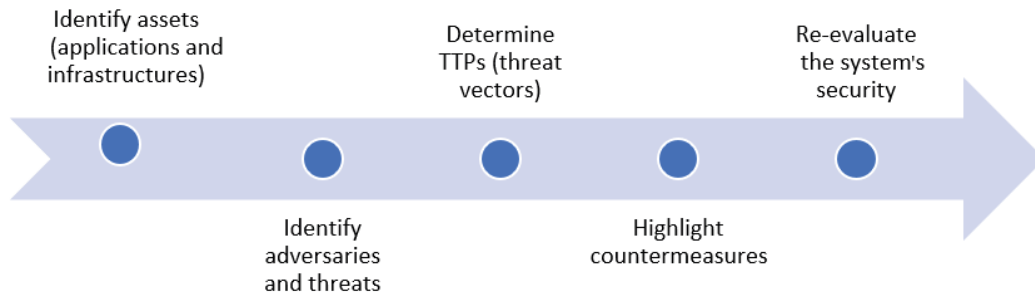 Identify assets
(applications and
infrastructures)
Identify
adversaries
and threats
Determine
TTPs (threat
vectors)
Highlight
countermeasures
Re-evaluate
the system's
security